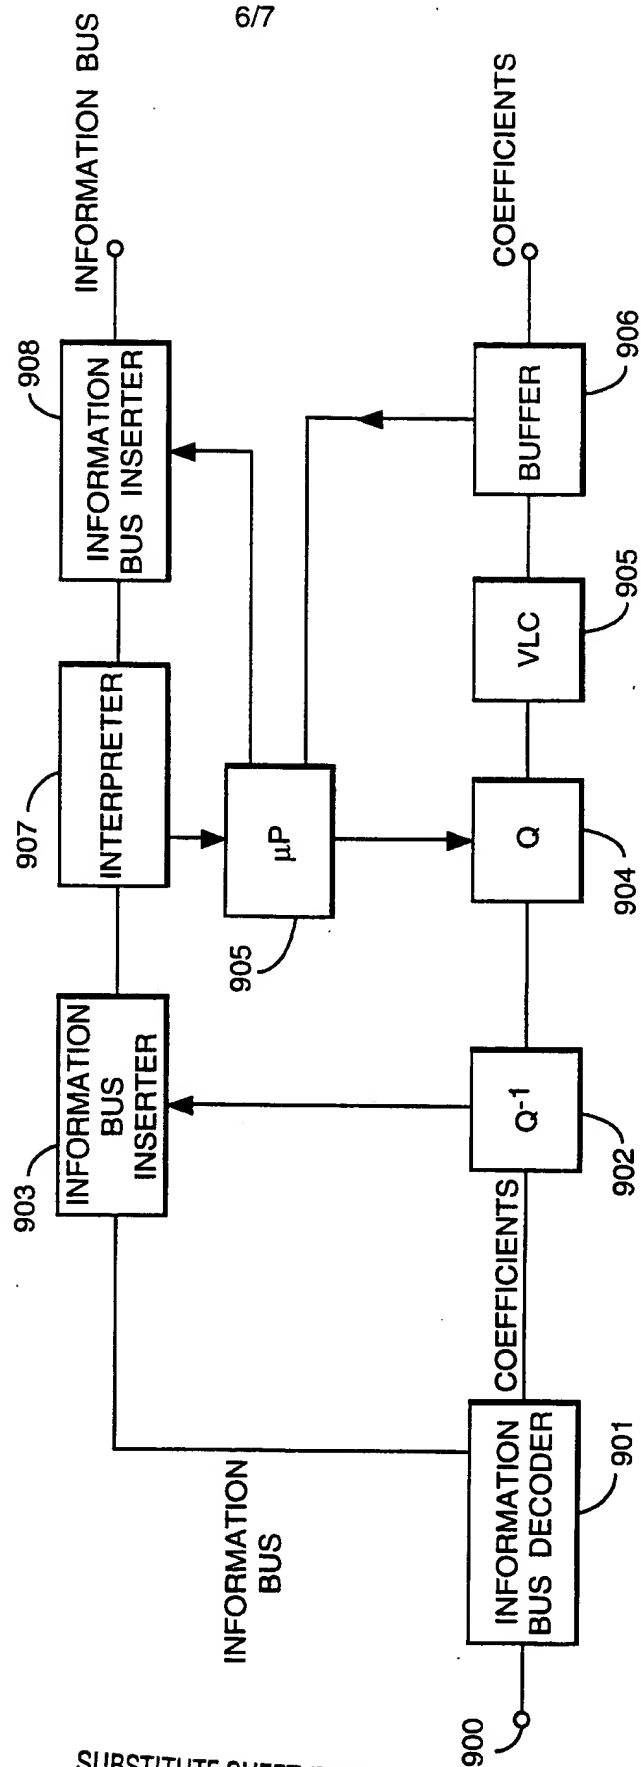 6/7
INFORMATION BUS
908
INFORMATION
BUS INSERTER
907
INTERPRETER
903
INFORMATION
BUS
INSERTER
INFORMATION
BUS
905
µP
COEFFICIENTS
906
BUFFER
905
VLC
904
Q
902
Q-1
COEFFICIENTS
901
INFORMATION
BUS DECODER
900
SUBSTITUTE SHEET